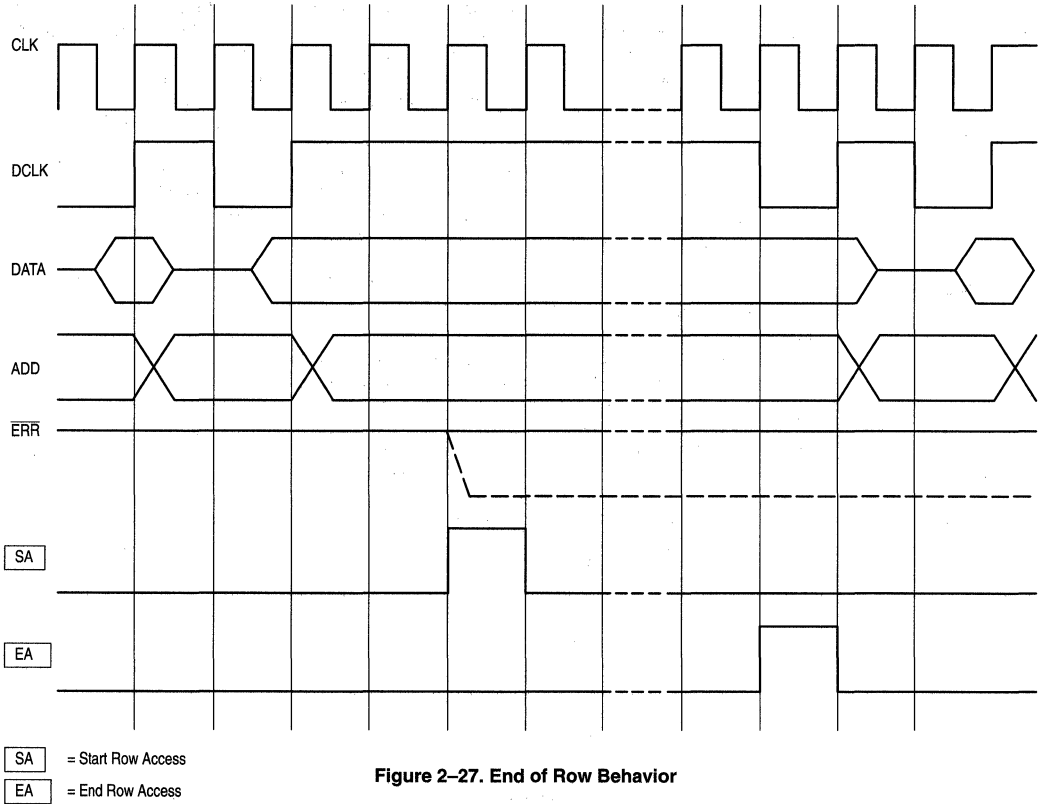 CLK
DCLK
DATA
ADD
ERR
SA
EA
SA = Start Row Access
EA = End Row Access
Figure 2–27. End of Row Behavior